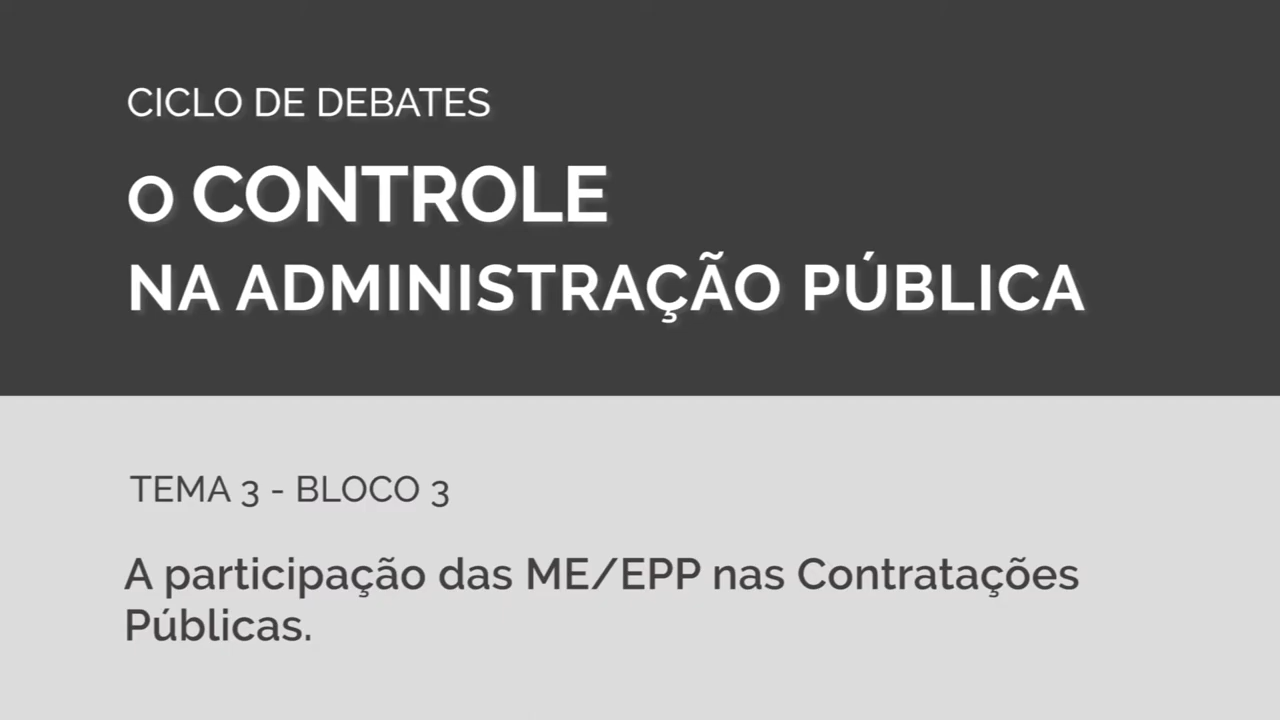 CICLO DE DEBATES
O CONTROLE
NA ADMINISTRAÇÃO PÚBLICA
TEMA 3 - BLOCO 3
A participação das ME/EPP nas Contratações
Públicas.